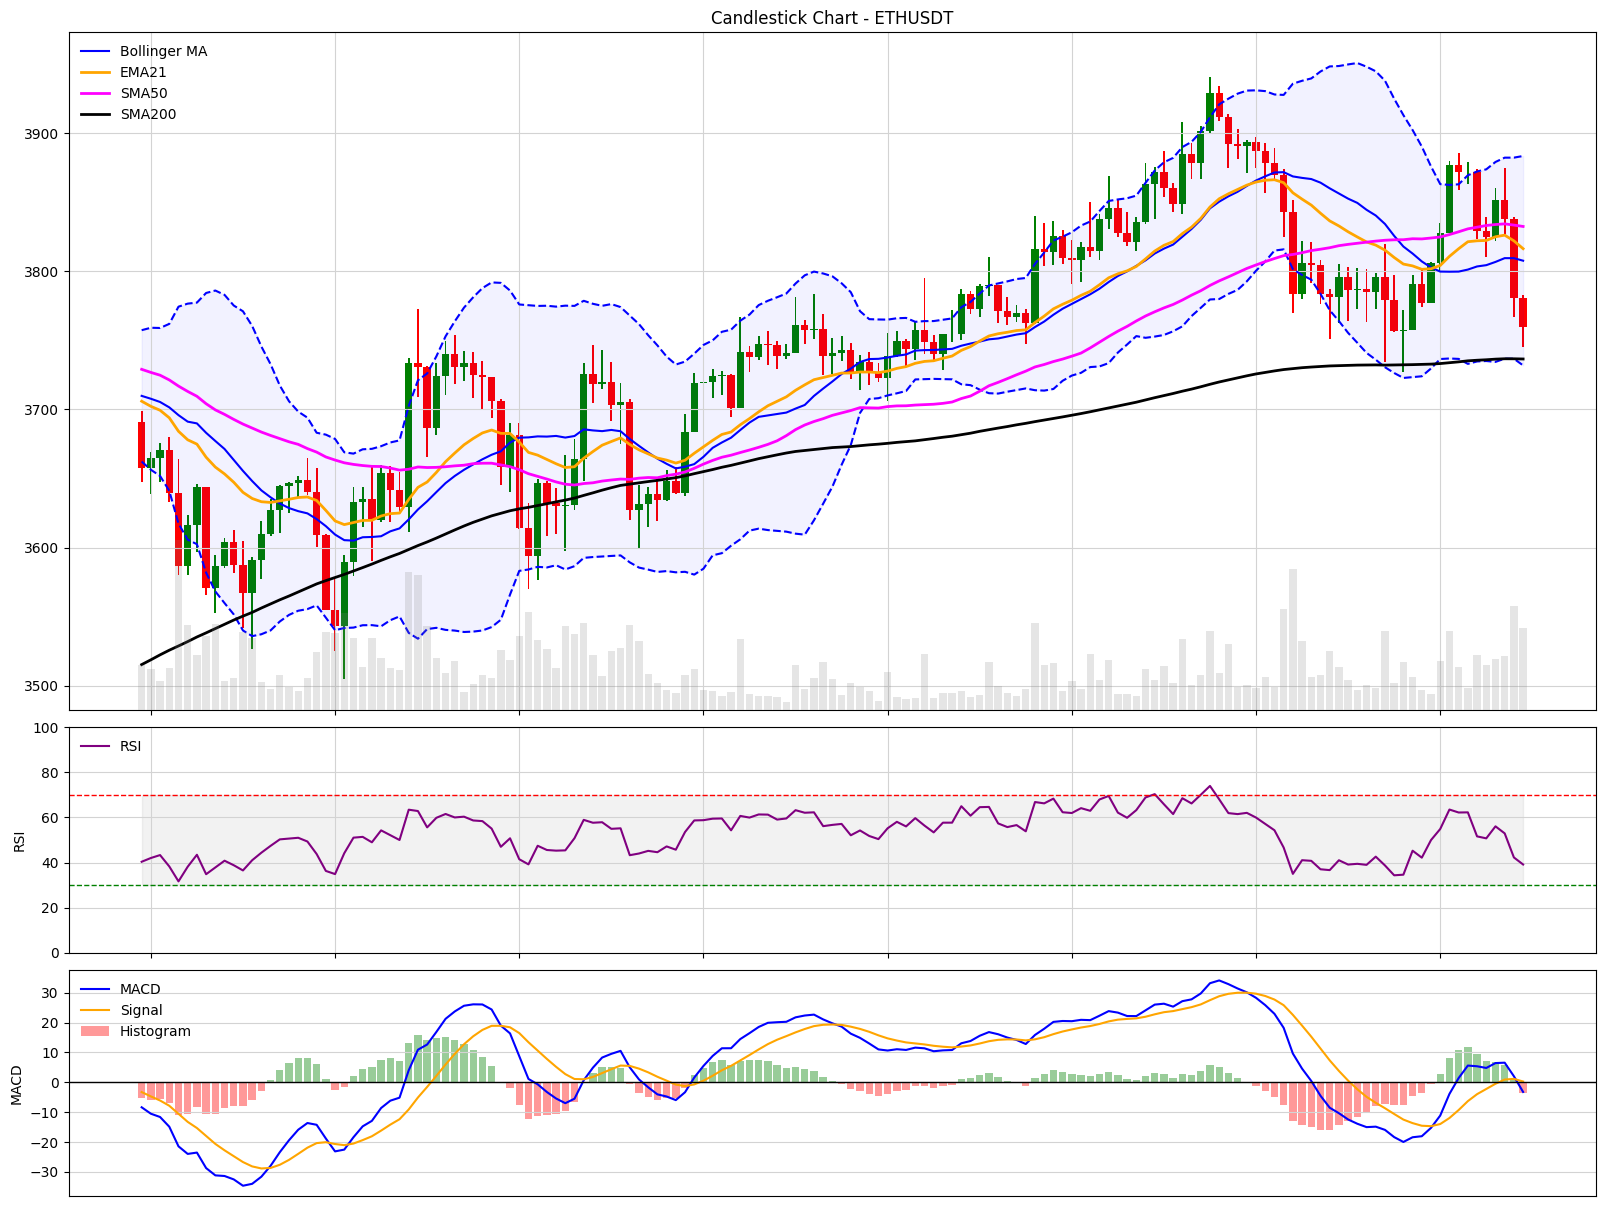 Candlestick Chart - ETHUSDT
Bollinger MA
EMA21
SMA50
SMA200
3900
3800
3700
3600
3500
RSI
100
80
60
40
20
0
RSI
MACD
Signal
Histogram
30
20
10
0
−10
−20
−30
MACD